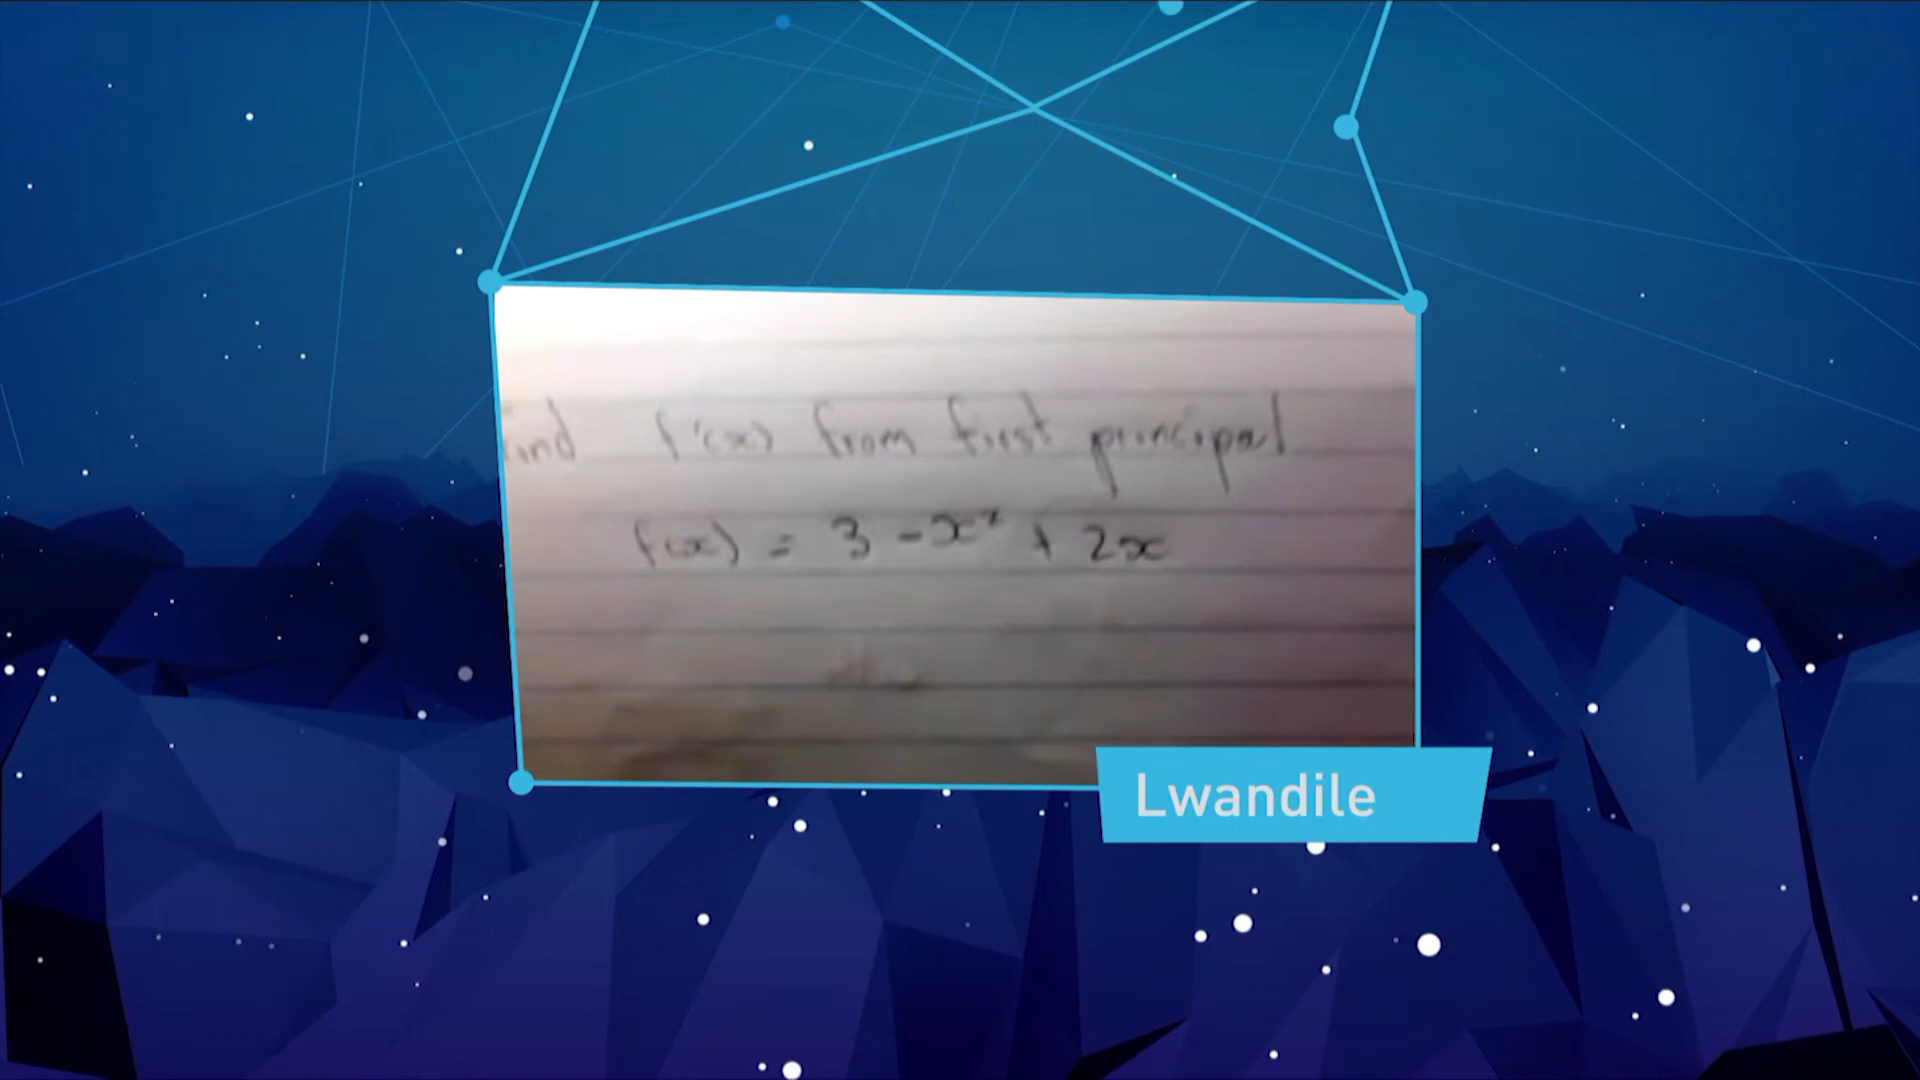 ind f'(x) from first principal
f(x) = 3 - x² + 2x
Lwandile